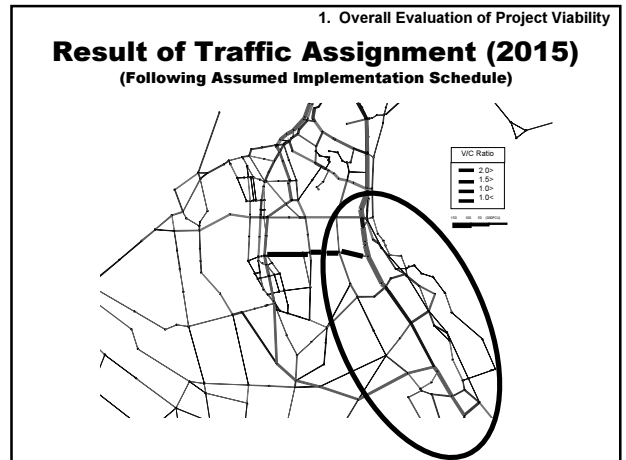 1. Overall Evaluation of Project Viability
Result of Traffic Assignment (2015)
(Following Assumed Implementation Schedule)
V/C Ratio
2.0>
1.5>
1.0>
1.0<